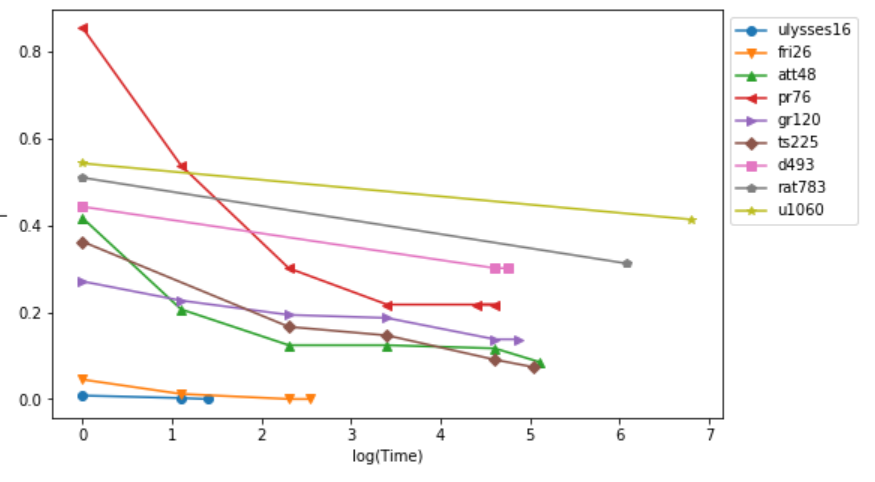 0.8
0.6
0.4
0.2
0.0
0 1 2 3 4 5 6 7
log(Time)
ulysses16
fri26
att48
pr76
gr120
ts225
d493
rat783
u1060